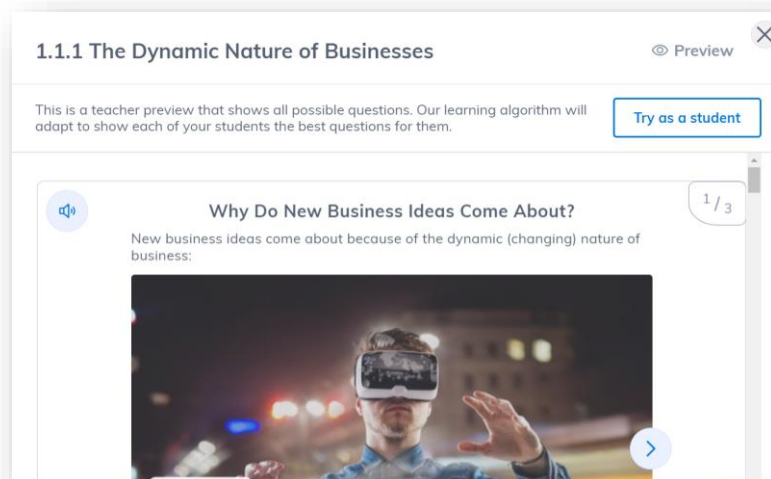 1.1.1 The Dynamic Nature of Businesses
Preview
This is a teacher preview that shows all possible questions. Our learning algorithm will
adapt to show each of your students the best questions for them.
Try as a student
Why Do New Business Ideas Come About?
1 / 3
New business ideas come about because of the dynamic (changing) nature of
business: